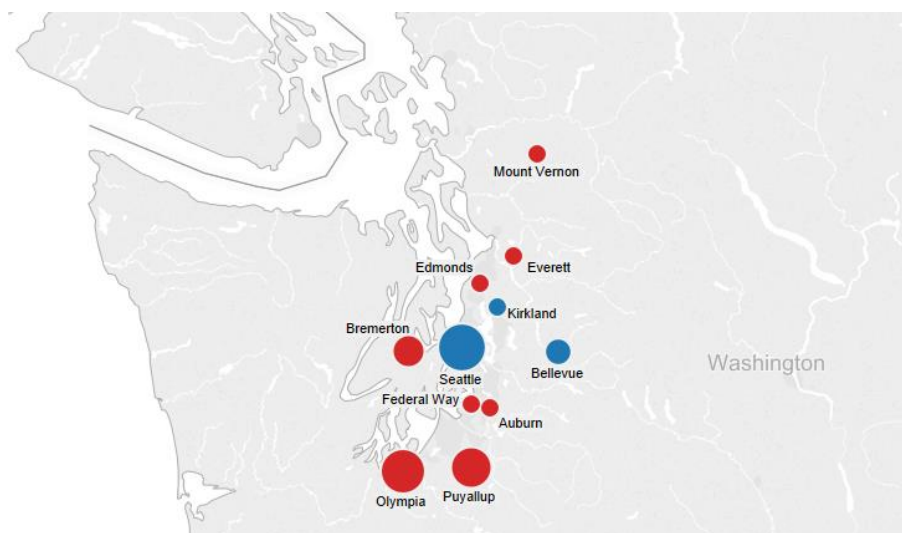 Mount Vernon
Everett
Edmonds
Kirkland
Bremerton
Seattle
Bellevue
Washington
Federal Way
Auburn
Olympia
Puyallup